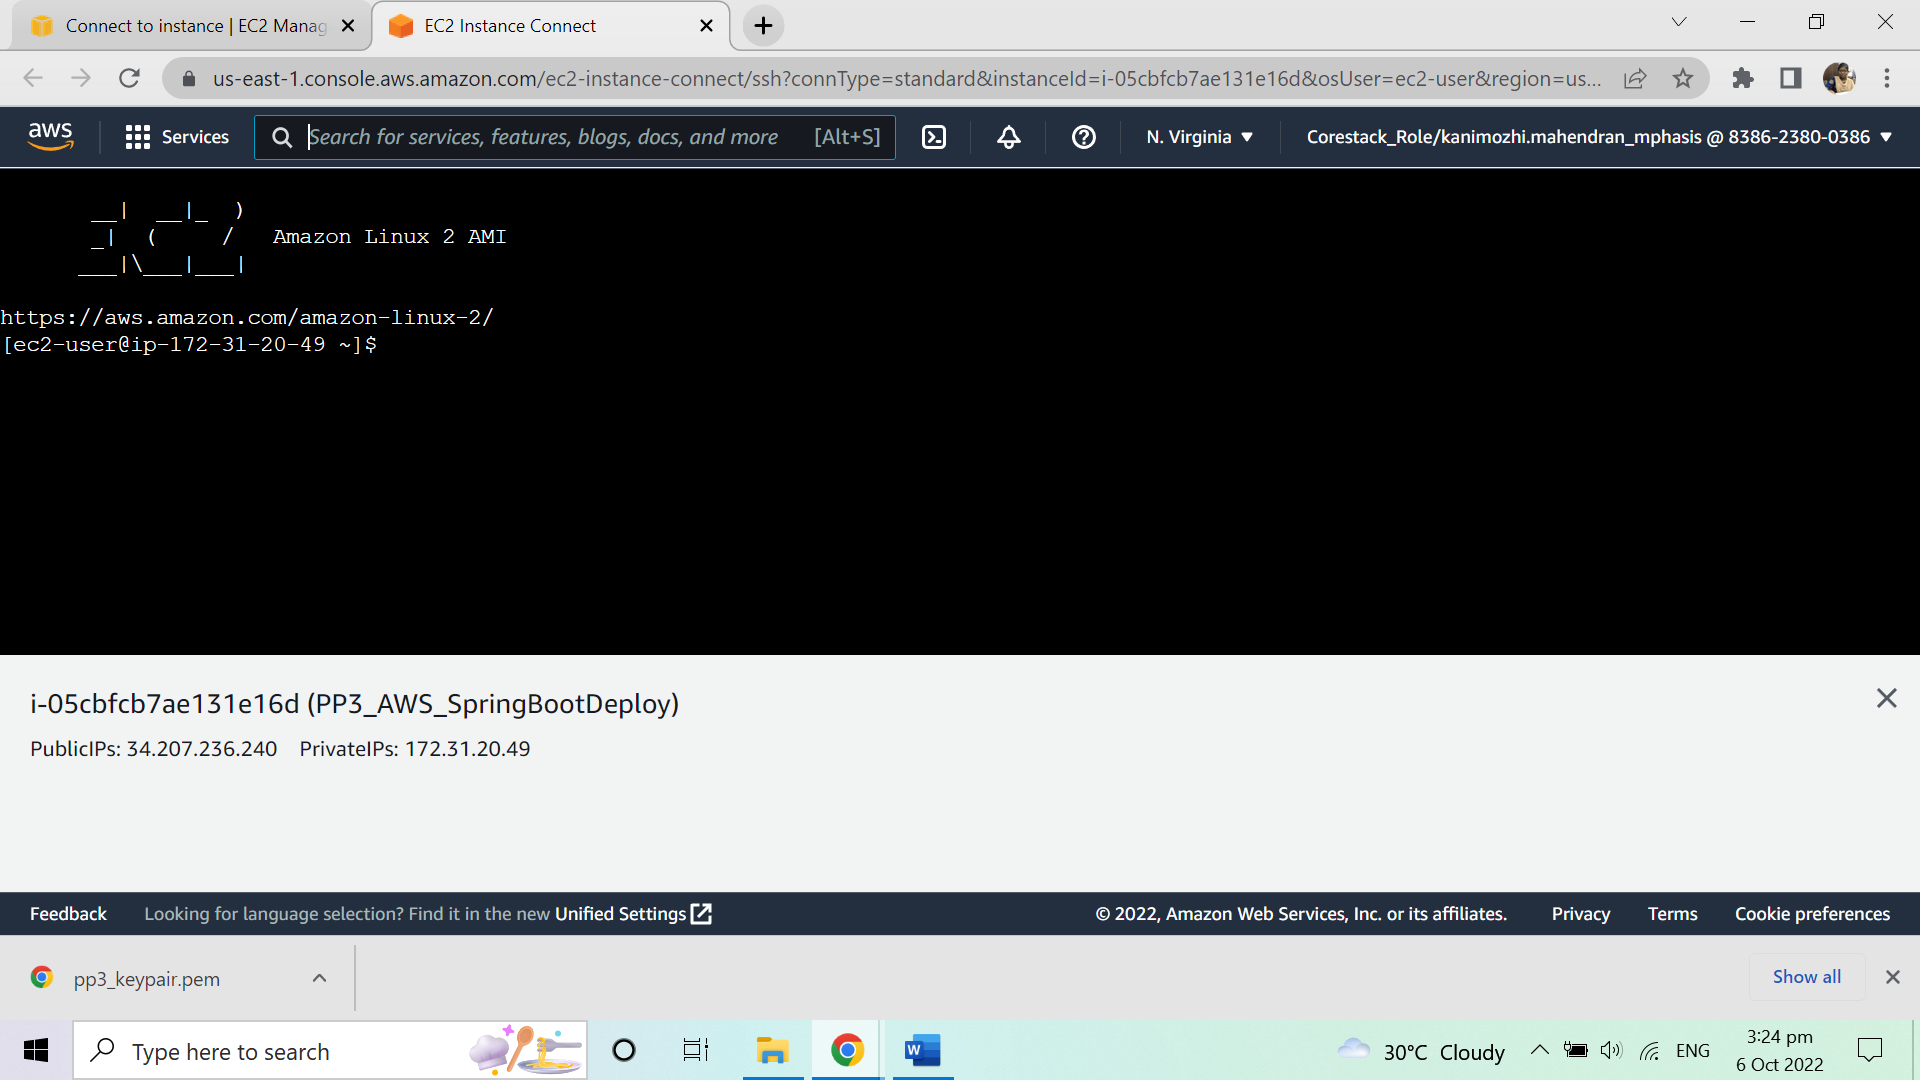 Connect to instance | EC2 Manag
EC2 Instance Connect
us-east-1.console.aws.amazon.com/ec2-instance-connect/ssh?connType=standard&instanceId=i-05cbfcb7ae131e16d&osUser=ec2-user&region=us...
aws Services Search for services, features, blogs, docs, and more [Alt+S] N. Virginia Corestack_Role/kanimozhi.mahendran_mphasis @ 8386-2380-0386
       __|  __|_  )
       _|  (     /   Amazon Linux 2 AMI
      ___|\___|___|
https://aws.amazon.com/amazon-linux-2/
[ec2-user@ip-172-31-20-49 ~]$
i-05cbfcb7ae131e16d (PP3_AWS_SpringBootDeploy)
PublicIPs: 34.207.236.240 PrivateIPs: 172.31.20.49
Feedback Looking for language selection? Find it in the new Unified Settings © 2022, Amazon Web Services, Inc. or its affiliates. Privacy Terms Cookie preferences
pp3_keypair.pem Show all
Type here to search W 30°C Cloudy ENG 3:24 pm
6 Oct 2022